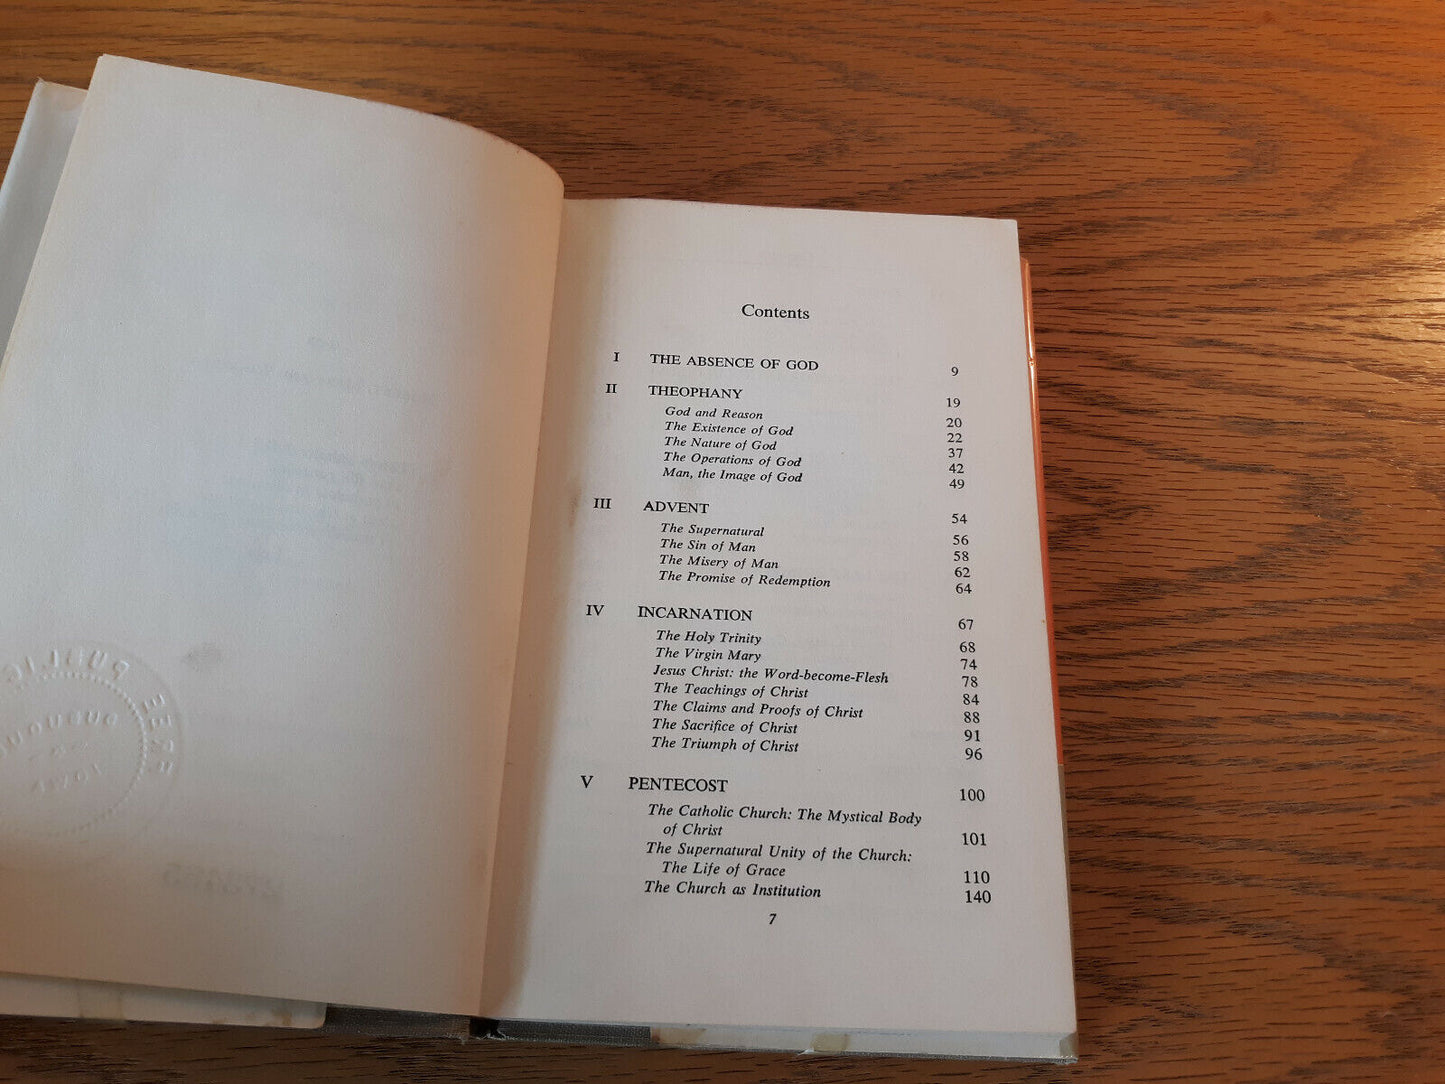 Contents
I THE ABSENCE OF GOD 9
II THEOPHANY 19
God and Reason 20
The Existence of God 22
The Nature of God 37
The Operations of God 42
Man, the Image of God 49
III ADVENT 54
The Supernatural 56
The Sin of Man 58
The Misery of Man 62
The Promise of Redemption 64
IV INCARNATION 67
The Holy Trinity 68
The Virgin Mary 74
Jesus Christ: the Word-become-Flesh 78
The Teachings of Christ 84
The Claims and Proofs of Christ 88
The Sacrifice of Christ 91
The Triumph of Christ 96
V PENTECOST 100
The Catholic Church: The Mystical Body
of Christ 101
The Supernatural Unity of the Church:
The Life of Grace 110
The Church as Institution 140
7
FREE PUBLIC
DUBUQUE
IOWA